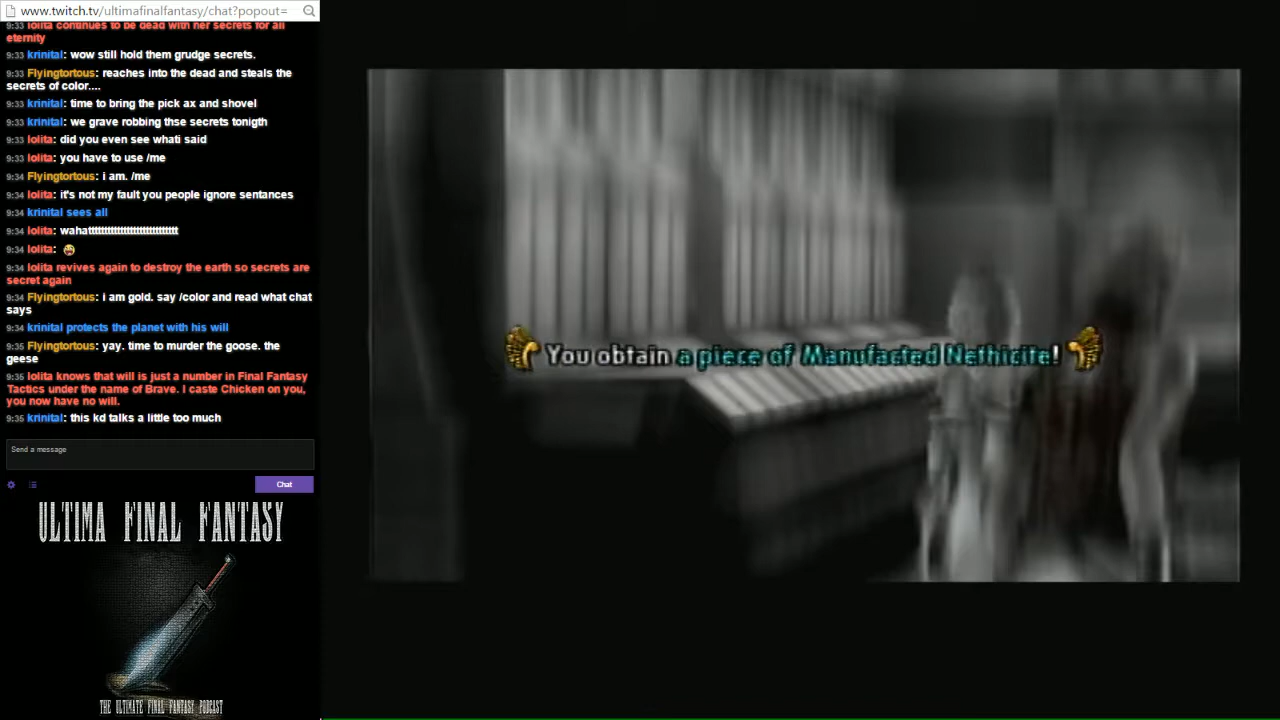 www.twitch.tv/ultimafinalfantasy/chat?popout=
9:33 lolita continues to be dead with her secrets for all
eternity
9:33 krinital: wow still hold them grudge secrets.
9:33 Flyingtortous: reaches into the dead and steals the
secrets of color....
9:33 krinital: time to bring the pick ax and shovel
9:33 krinital: we grave robbing thse secrets tonigth
9:33 lolita: did you even see whati said
9:33 lolita: you have to use /me
9:34 Flyingtortous: i am. /me
9:34 lolita: it's not my fault you people ignore sentances
9:34 krinital sees all
9:34 lolita: wahatttttttttttttttttttttttttttt
9:34 lolita:
9:34 lolita revives again to destroy the earth so secrets are
secret again
9:34 Flyingtortous: i am gold. say /color and read what chat
says
9:34 krinital protects the planet with his will
9:35 Flyingtortous: yay. time to murder the goose. the
geese
9:35 lolita knows that will is just a number in Final Fantasy
Tactics under the name of Brave. I caste Chicken on you,
you now have no will.
9:35 krinital: this kd talks a little too much
Send a message
Chat
ULTIMA FINAL FANTASY
THE ULTIMATE FINAL FANTASY PODCAST
You obtain a piece of Manufacted Nethicite!